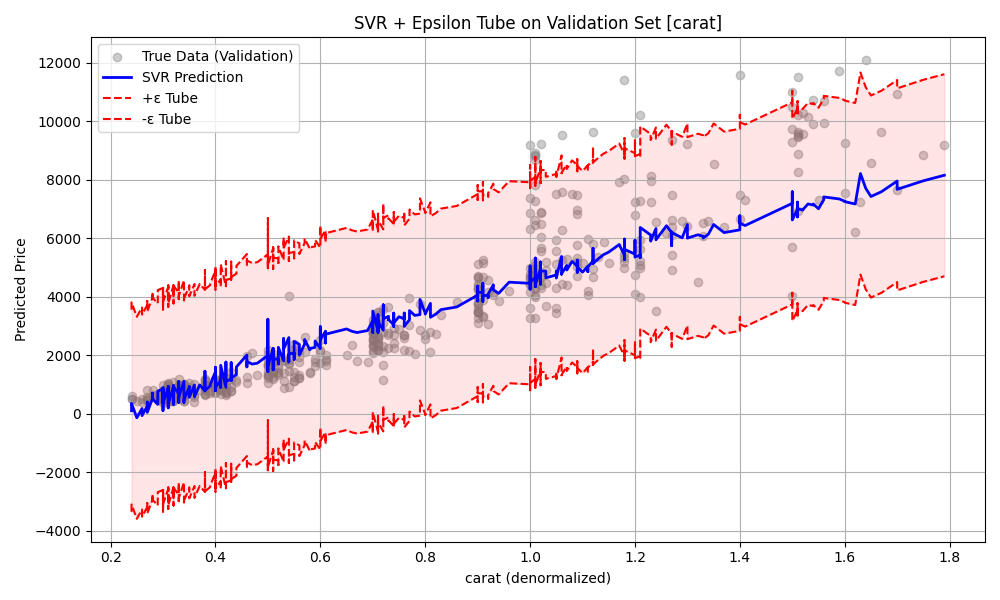 SVR + Epsilon Tube on Validation Set [carat]
True Data (Validation)
SVR Prediction
+ε Tube
-ε Tube
Predicted Price
12000
10000
8000
6000
4000
2000
0
−2000
−4000
0.2 0.4 0.6 0.8 1.0 1.2 1.4 1.6 1.8
carat (denormalized)